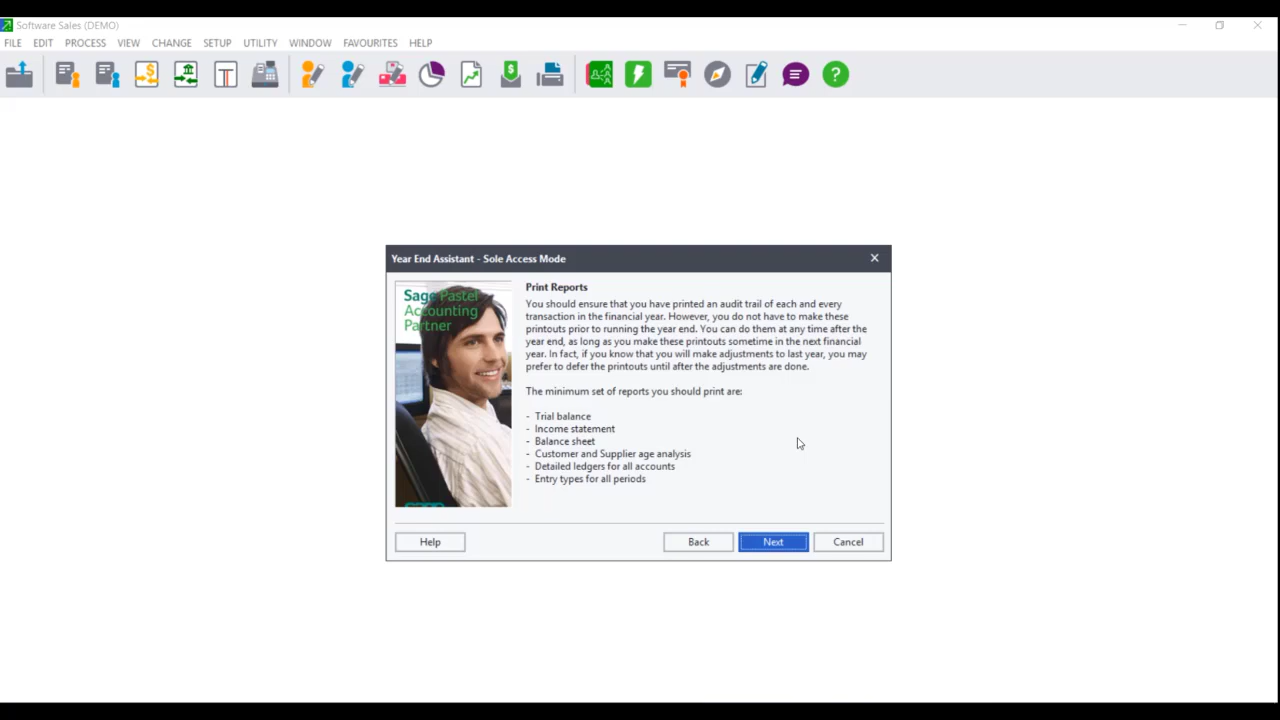 Software Sales (DEMO)
FILE EDIT PROCESS VIEW CHANGE SETUP UTILITY WINDOW FAVOURITES HELP
Year End Assistant - Sole Access Mode
Sage Pastel
Accounting
Partner
Print Reports
You should ensure that you have printed an audit trail of each and every
transaction in the financial year. However, you do not have to make these
printouts prior to running the year end. You can do them at any time after the
year end, as long as you make these printouts sometime in the next financial
year. In fact, if you know that you will make adjustments to last year, you may
prefer to defer the printouts until after the adjustments are done.
The minimum set of reports you should print are:
- Trial balance
- Income statement
- Balance sheet
- Customer and Supplier age analysis
- Detailed ledgers for all accounts
- Entry types for all periods
Help Back Next Cancel